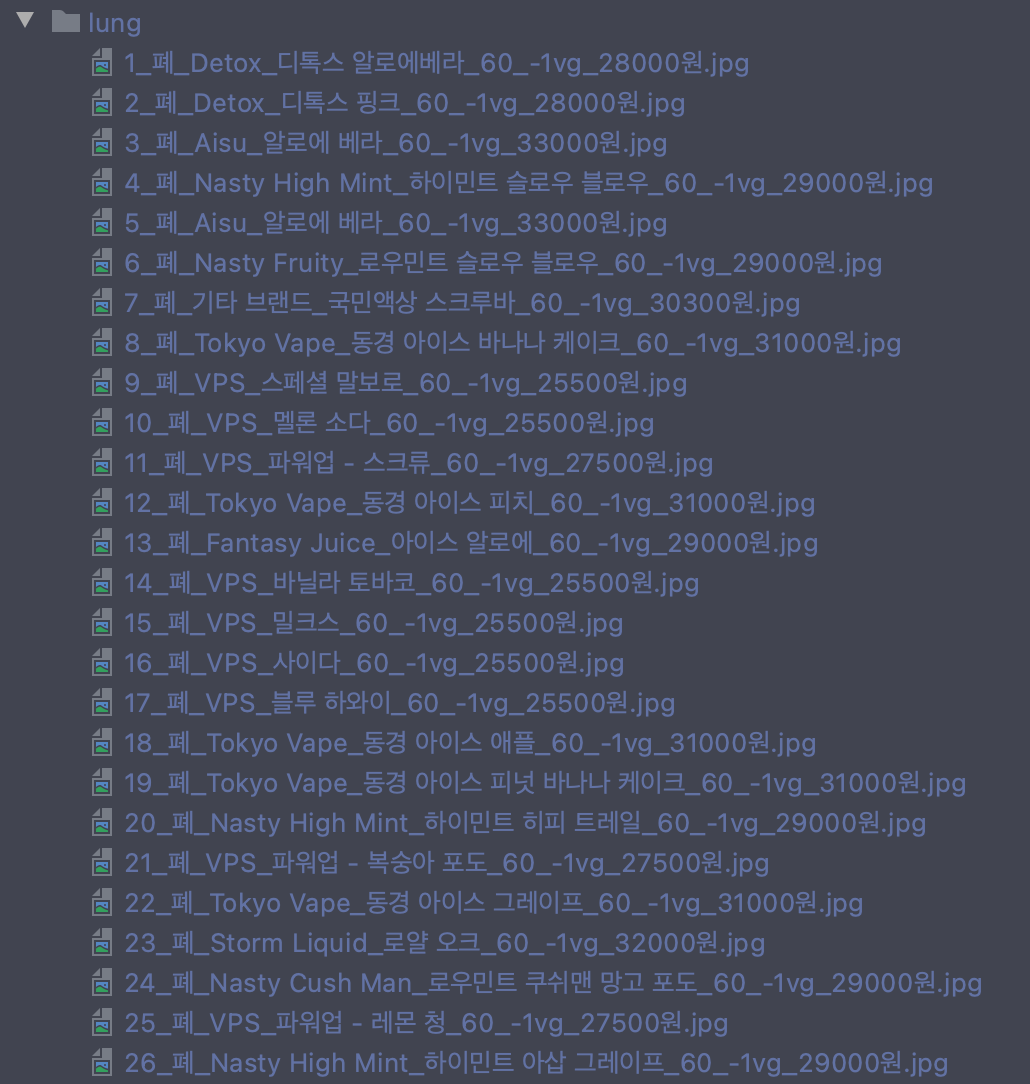 lung
1_폐_Detox_디톡스 알로에베라_60_-1vg_28000원.jpg
2_폐_Detox_디톡스 핑크_60_-1vg_28000원.jpg
3_폐_Aisu_알로에 베라_60_-1vg_33000원.jpg
4_폐_Nasty High Mint_하이민트 슬로우 블로우_60_-1vg_29000원.jpg
5_폐_Aisu_알로에 베라_60_-1vg_33000원.jpg
6_폐_Nasty Fruity_로우민트 슬로우 블로우_60_-1vg_29000원.jpg
7_폐_기타 브랜드_국민액상 스크루바_60_-1vg_30300원.jpg
8_폐_Tokyo Vape_동경 아이스 바나나 케이크_60_-1vg_31000원.jpg
9_폐_VPS_스페셜 말보로_60_-1vg_25500원.jpg
10_폐_VPS_멜론 소다_60_-1vg_25500원.jpg
11_폐_VPS_파워업 - 스크류_60_-1vg_27500원.jpg
12_폐_Tokyo Vape_동경 아이스 피치_60_-1vg_31000원.jpg
13_폐_Fantasy Juice_아이스 알로에_60_-1vg_29000원.jpg
14_폐_VPS_바닐라 토바코_60_-1vg_25500원.jpg
15_폐_VPS_밀크스_60_-1vg_25500원.jpg
16_폐_VPS_사이다_60_-1vg_25500원.jpg
17_폐_VPS_블루 하와이_60_-1vg_25500원.jpg
18_폐_Tokyo Vape_동경 아이스 애플_60_-1vg_31000원.jpg
19_폐_Tokyo Vape_동경 아이스 피넛 바나나 케이크_60_-1vg_31000원.jpg
20_폐_Nasty High Mint_하이민트 히피 트레일_60_-1vg_29000원.jpg
21_폐_VPS_파워업 - 복숭아 포도_60_-1vg_27500원.jpg
22_폐_Tokyo Vape_동경 아이스 그레이프_60_-1vg_31000원.jpg
23_폐_Storm Liquid_로얄 오크_60_-1vg_32000원.jpg
24_폐_Nasty Cush Man_로우민트 쿠쉬맨 망고 포도_60_-1vg_29000원.jpg
25_폐_VPS_파워업 - 레몬 청_60_-1vg_27500원.jpg
26_폐_Nasty High Mint_하이민트 아삽 그레이프_60_-1vg_29000원.jpg